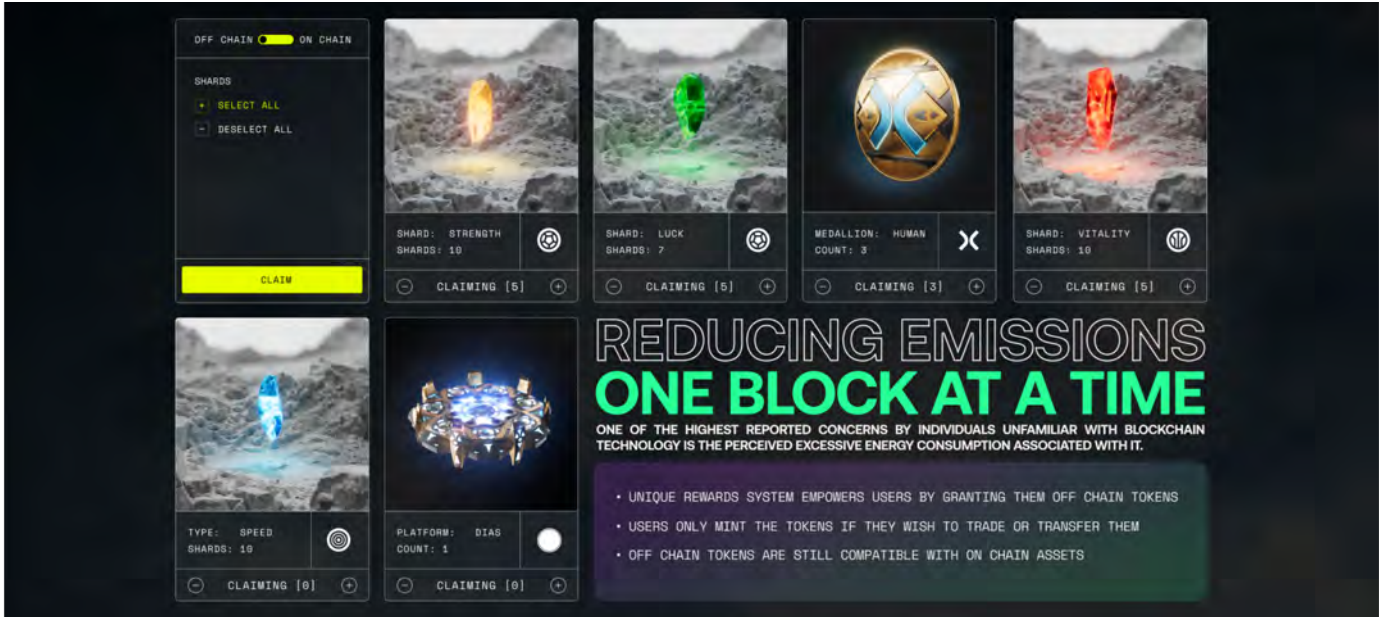 OFF CHAIN ON CHAIN
SHARDS
+ SELECT ALL
- DESELECT ALL
CLAIM
SHARD: STRENGTH
SHARDS: 10
- CLAIMING [5] +
SHARD: LUCK
SHARDS: 7
- CLAIMING [5] +
MEDALLION: HUMAN
COUNT: 3
- CLAIMING [3] +
SHARD: VITALITY
SHARDS: 10
- CLAIMING [5] +
TYPE: SPEED
SHARDS: 10
- CLAIMING [0] +
PLATFORM: DIAS
COUNT: 1
- CLAIMING [0] +
REDUCING EMISSIONS
ONE BLOCK AT A TIME
ONE OF THE HIGHEST REPORTED CONCERNS BY INDIVIDUALS UNFAMILIAR WITH BLOCKCHAIN
TECHNOLOGY IS THE PERCEIVED EXCESSIVE ENERGY CONSUMPTION ASSOCIATED WITH IT.
• UNIQUE REWARDS SYSTEM EMPOWERS USERS BY GRANTING THEM OFF CHAIN TOKENS
• USERS ONLY MINT THE TOKENS IF THEY WISH TO TRADE OR TRANSFER THEM
• OFF CHAIN TOKENS ARE STILL COMPATIBLE WITH ON CHAIN ASSETS